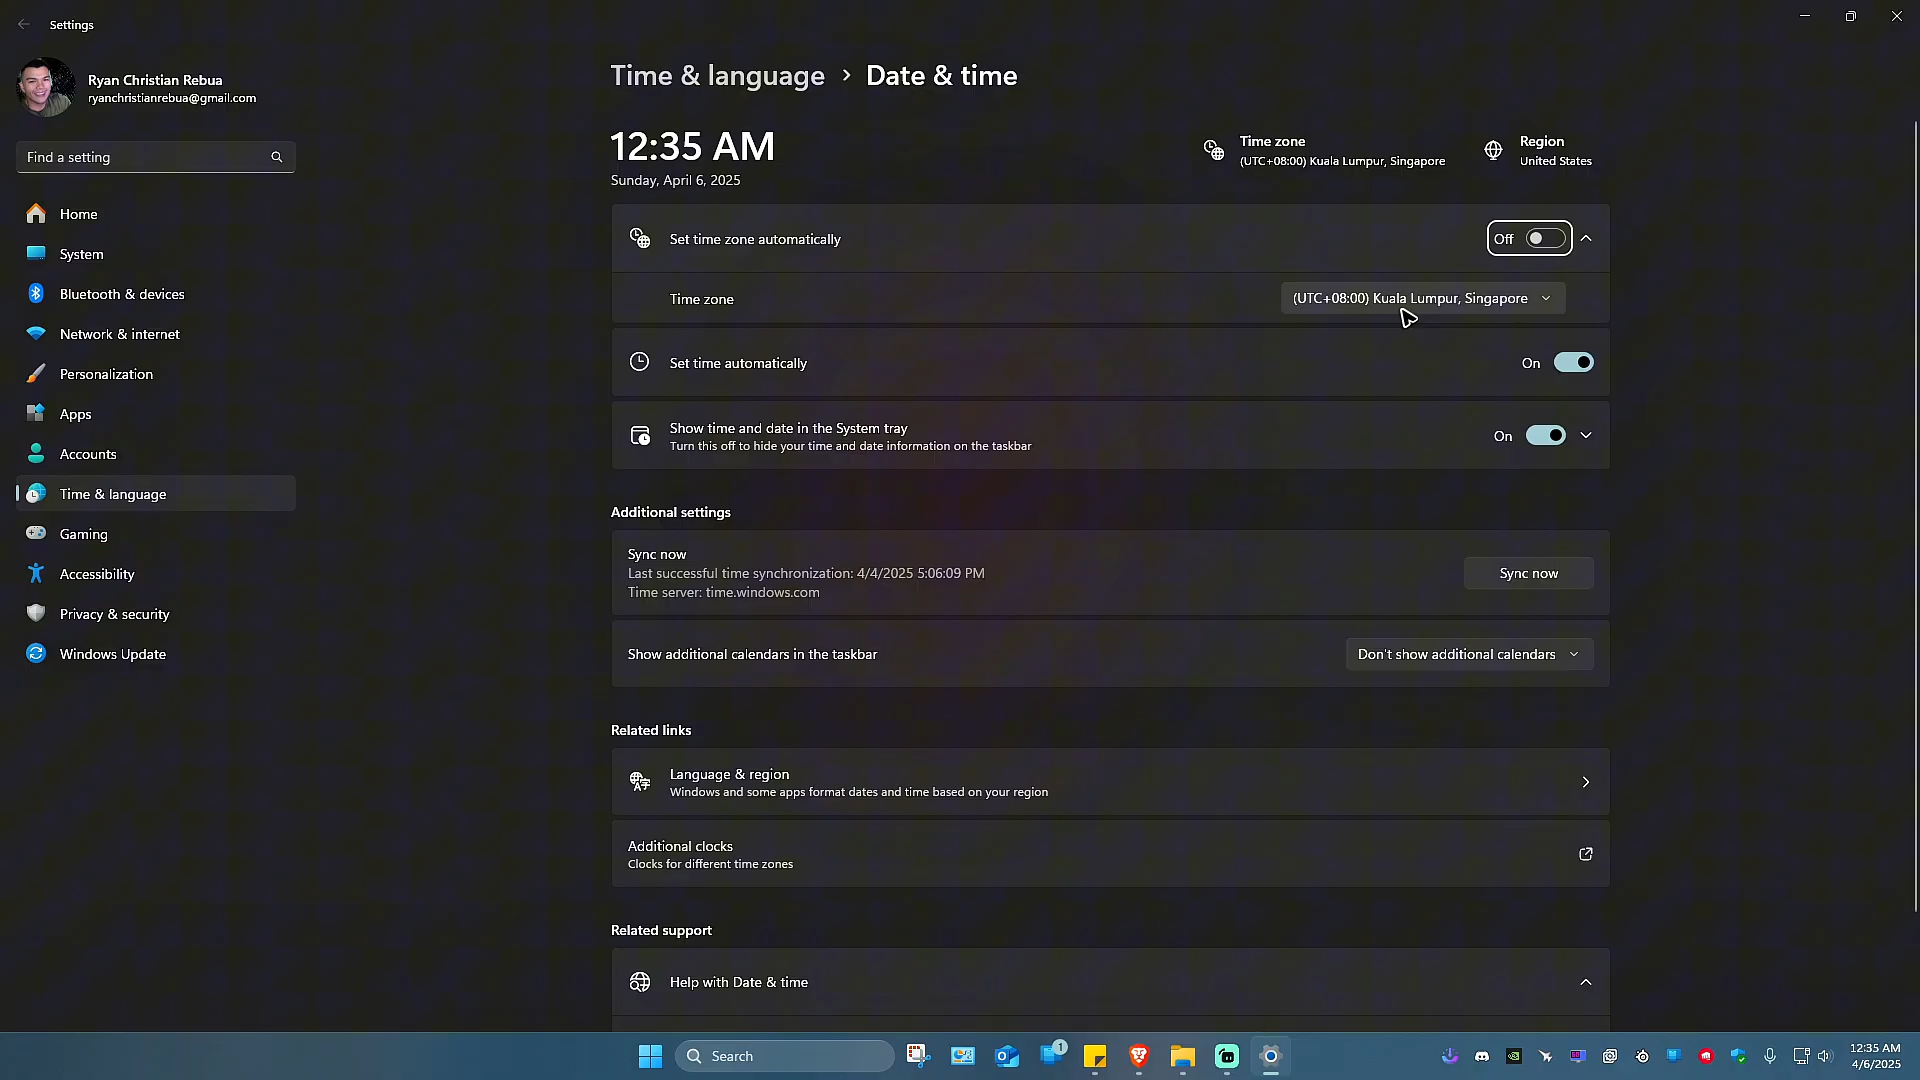 Settings
Ryan Christian Rebua
ryanchristianrebua@gmail.com
Find a setting
Home
System
Bluetooth & devices
Network & internet
Personalization
Apps
Accounts
Time & language
Gaming
Accessibility
Privacy & security
Windows Update
Time & language > Date & time
12:35 AM
Sunday, April 6, 2025
Time zone
(UTC+08:00) Kuala Lumpur, Singapore
Region
United States
Set time zone automatically
Off
Time zone
(UTC+08:00) Kuala Lumpur, Singapore
Set time automatically
On
Show time and date in the System tray
Turn this off to hide your time and date information on the taskbar
On
Additional settings
Sync now
Last successful time synchronization: 4/4/2025 5:06:09 PM
Time server: time.windows.com
Sync now
Show additional calendars in the taskbar
Don't show additional calendars
Related links
Language & region
Windows and some apps format dates and time based on your region
Additional clocks
Clocks for different time zones
Related support
Help with Date & time
Search
1
12:35 AM
4/6/2025